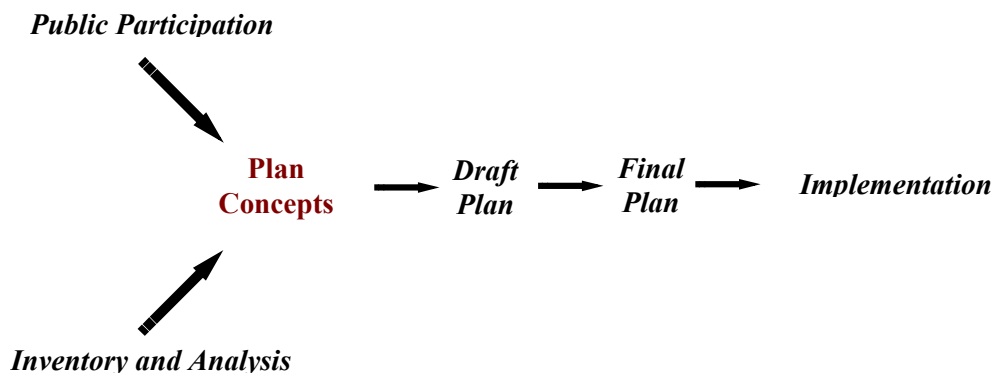 Public Participation
Plan
Concepts
Draft
Plan
Final
Plan
Implementation
Inventory and Analysis